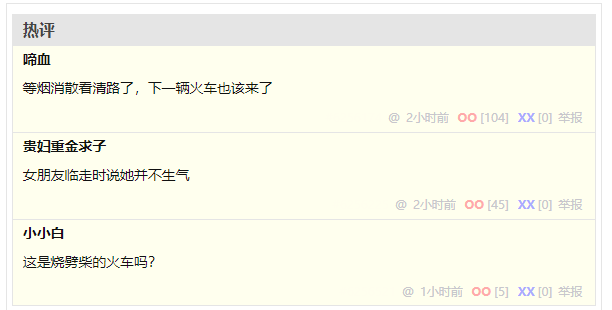 热评
啼血
等烟消散看清路了，下一辆火车也该来了
@ 2小时前 OO [104] XX [0] 举报
贵妇重金求子
女朋友临走时说她并不生气
@ 2小时前 OO [45] XX [0] 举报
小小白
这是烧劈柴的火车吗?
@ 1小时前 OO [5] XX [0] 举报